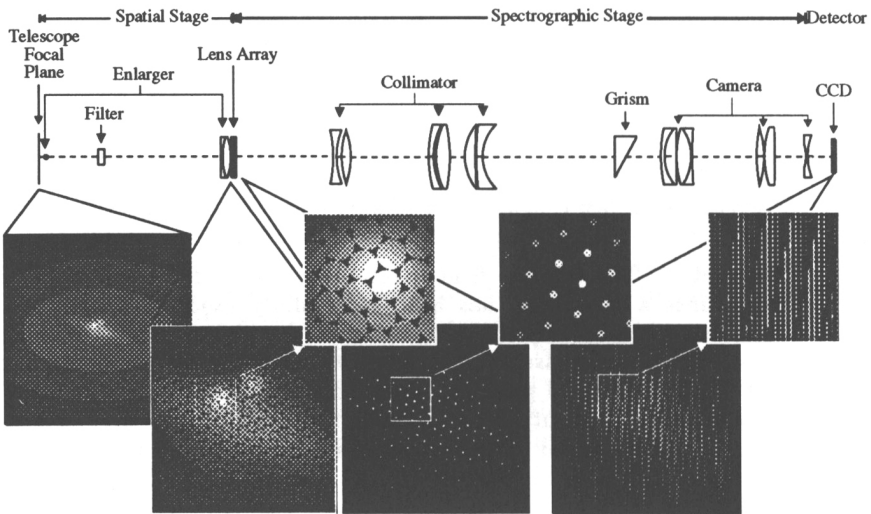 Spatial Stage
Spectrographic Stage
Detector
Telescope
Focal
Plane
Enlarger
Lens Array
Filter
Collimator
Grism
Camera
CCD